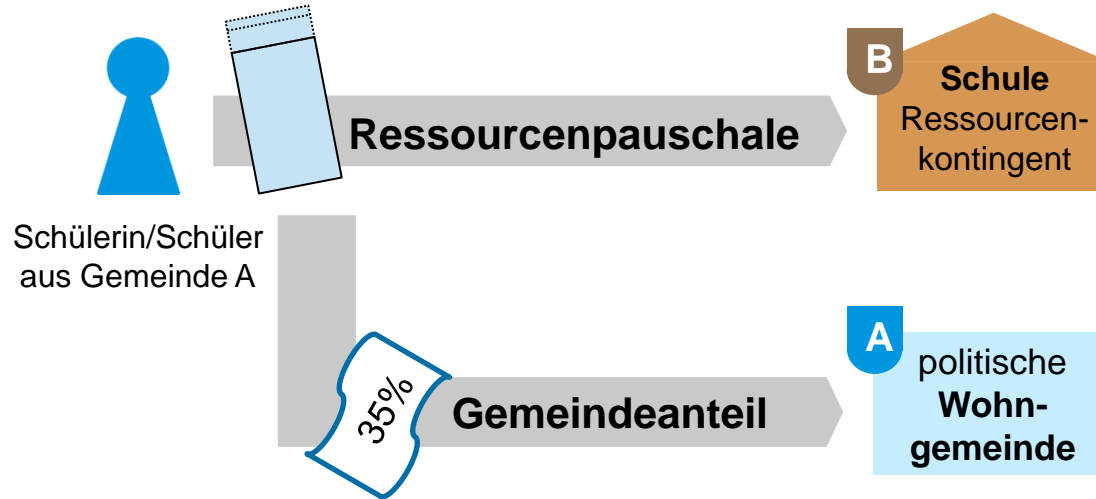 B
Schule
Ressourcen-
kontingent
Ressourcenpauschale
Schülerin/Schüler
aus Gemeinde A
A
politische
Wohn-
gemeinde
35%
Gemeindeanteil